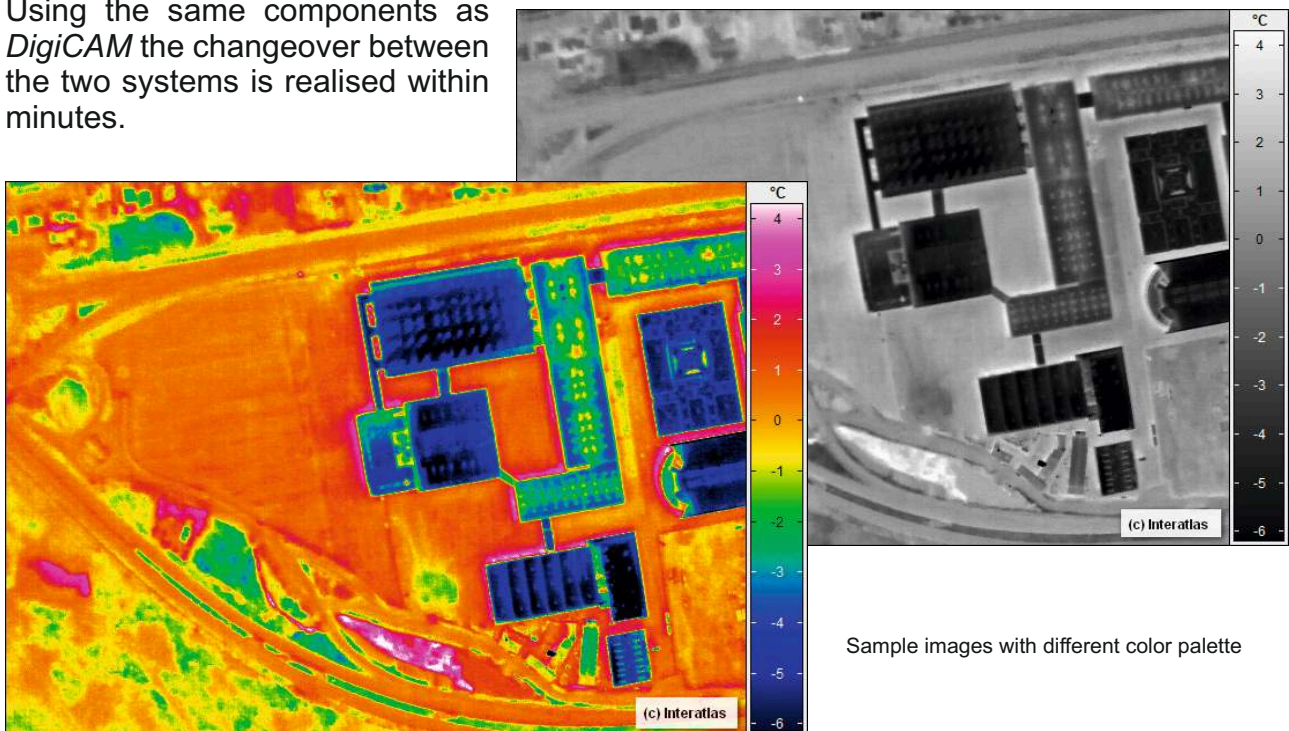 Using the same components as
DigiCAM the changeover between
the two systems is realised within
minutes.
°C
4
3
2
1
0
-1
-2
-3
-4
-5
-6
(c) Interatlas
°C
4
3
2
1
0
-1
-2
-3
-4
-5
-6
(c) Interatlas
Sample images with different color palette